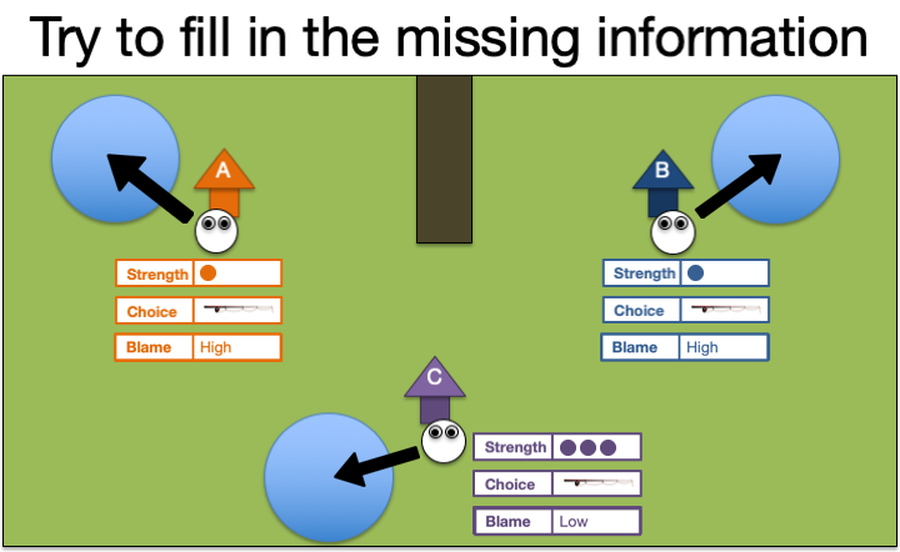 Try to fill in the missing information
A
B
Strength
Choice
Blame High
Strength
Choice
Blame High
C
Strength
Choice
Blame Low